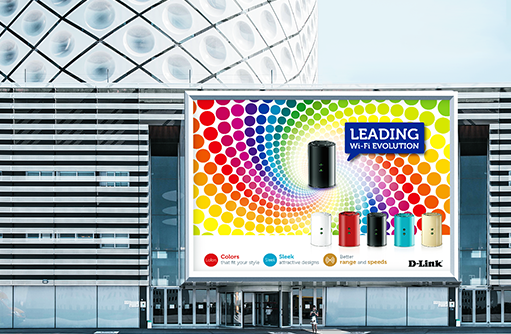 LEADING
Wi-Fi EVOLUTION
Colors
that fit your style
Sleek
attractive designs
Better
range and speeds
D-Link